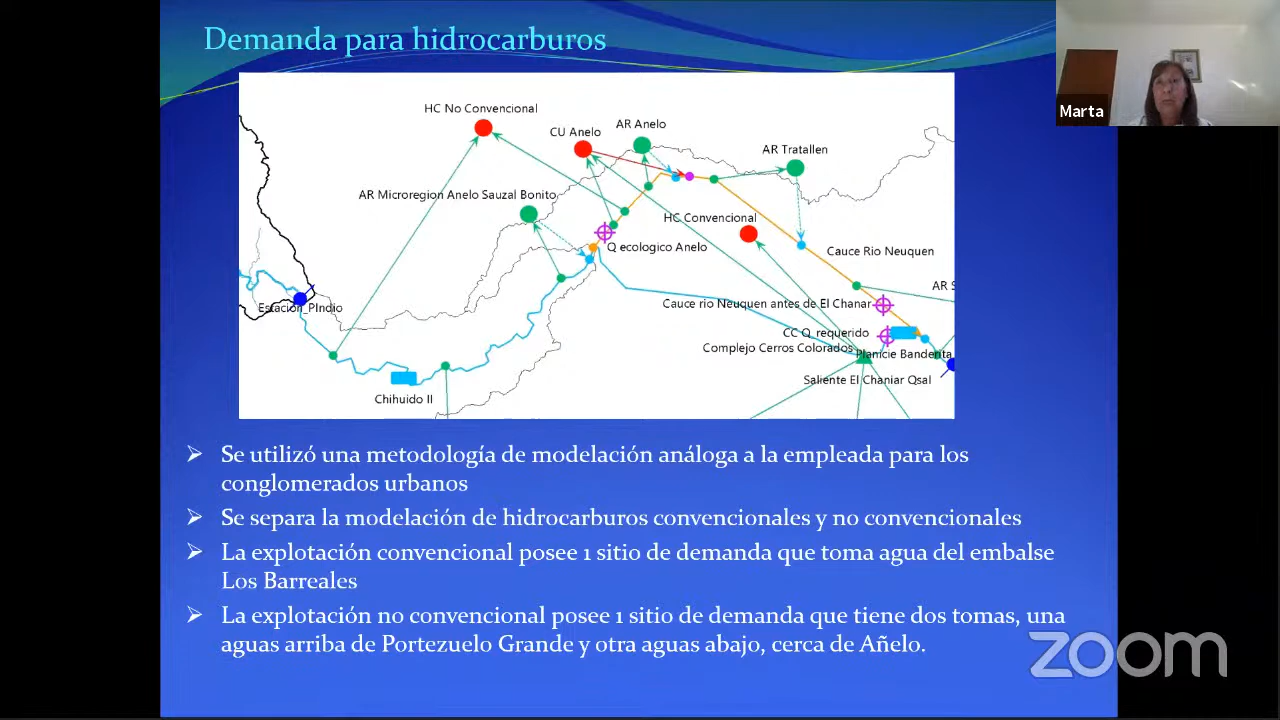 Demanda para hidrocarburos
Marta
HC No Convencional
CU Anelo
AR Anelo
AR Tratallen
AR Microregion Anelo Sauzal Bonito
HC Convencional
Q ecologico Anelo
Cauce Rio Neuquen
AR S
Cauce rio Neuquen antes de El Chanar
Estacion_PIndio
CC Q_requerido
Complejo Cerros Colorados
Planicie Banderita
Saliente El Chaniar Qsal
Chihuido II
➢ Se utilizó una metodología de modelación análoga a la empleada para los
conglomerados urbanos
➢ Se separa la modelación de hidrocarburos convencionales y no convencionales
➢ La explotación convencional posee 1 sitio de demanda que toma agua del embalse
Los Barreales
➢ La explotación no convencional posee 1 sitio de demanda que tiene dos tomas, una
aguas arriba de Portezuelo Grande y otra aguas abajo, cerca de Añelo.
zoom